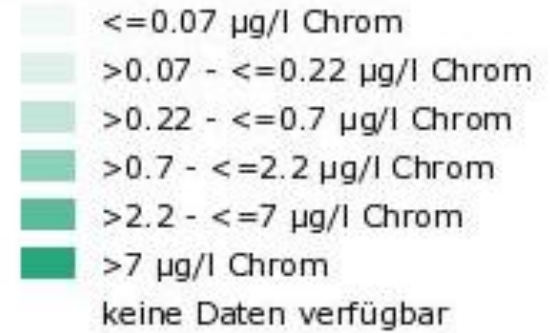 <=0.07 µg/l Chrom
>0.07 - <=0.22 µg/l Chrom
>0.22 - <=0.7 µg/l Chrom
>0.7 - <=2.2 µg/l Chrom
>2.2 - <=7 µg/l Chrom
>7 µg/l Chrom
keine Daten verfügbar